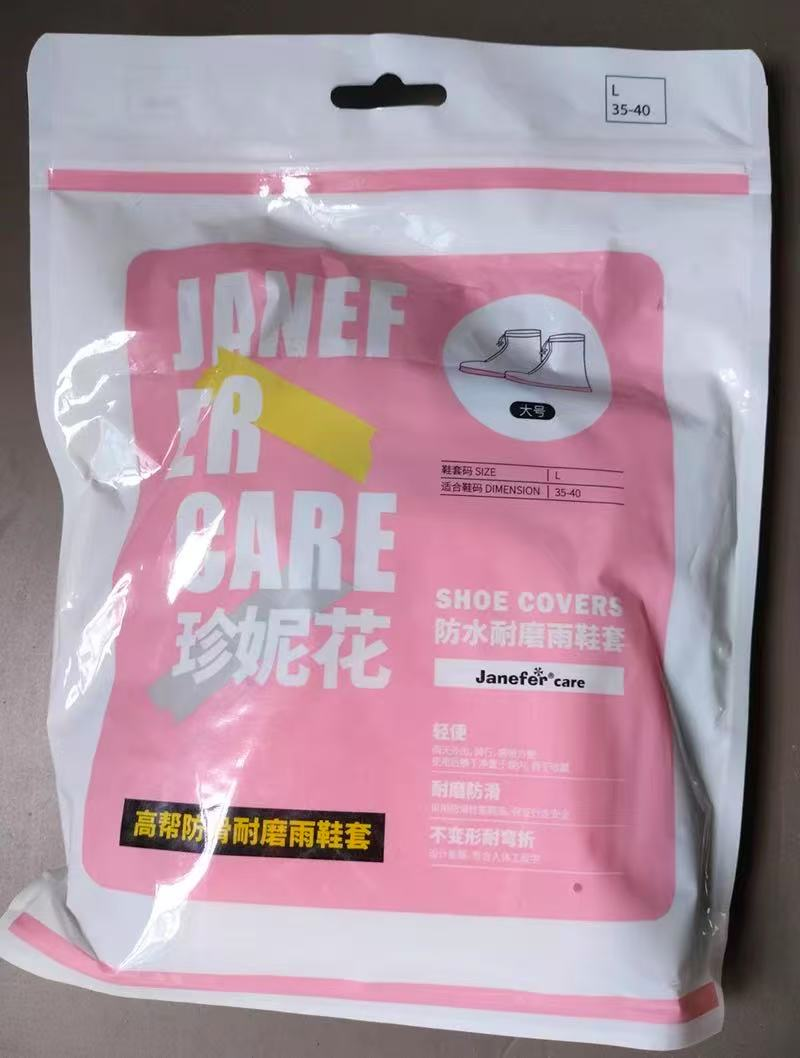 L
35-40
JANEF
ER
CARE
珍妮花
大号
鞋套码 SIZE L
适合鞋码 DIMENSION 35-40
SHOE COVERS
防水耐磨雨鞋套
Janefer® care
轻便
耐磨防滑
不变形耐弯折
高帮防滑耐磨雨鞋套